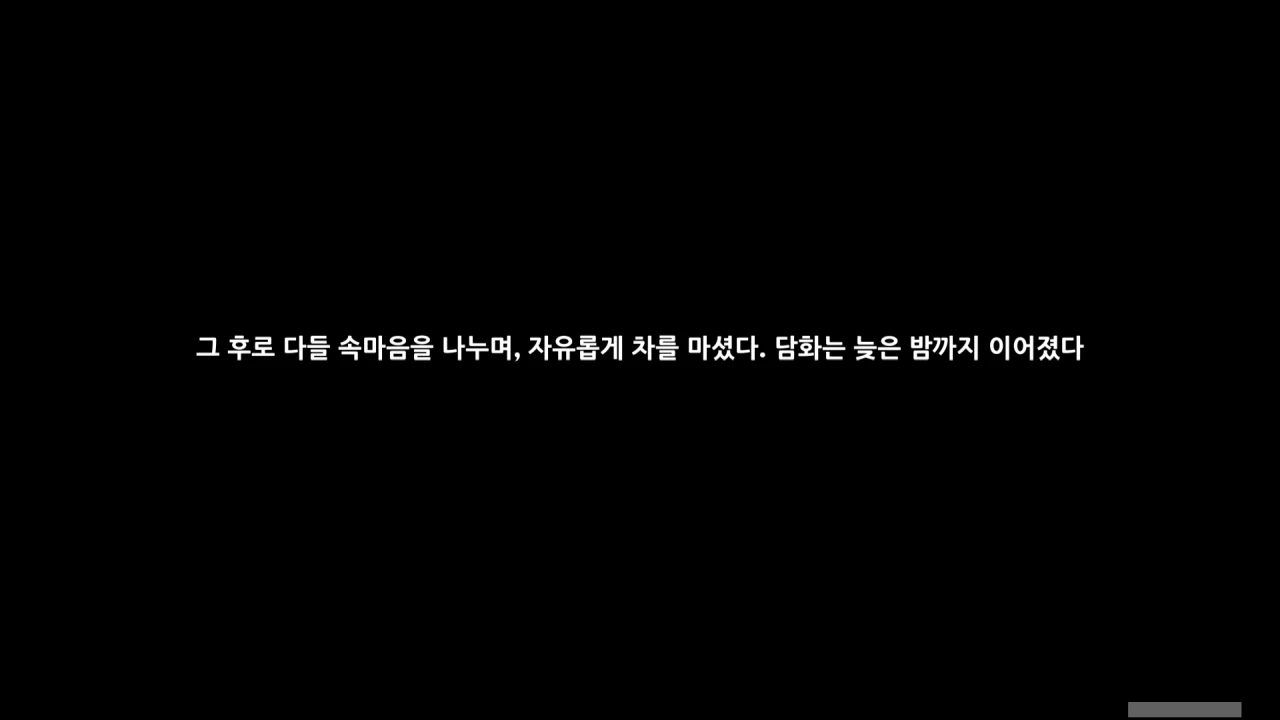 그 후로 다들 속마음을 나누며, 자유롭게 차를 마셨다. 담화는 늦은 밤까지 이어졌다